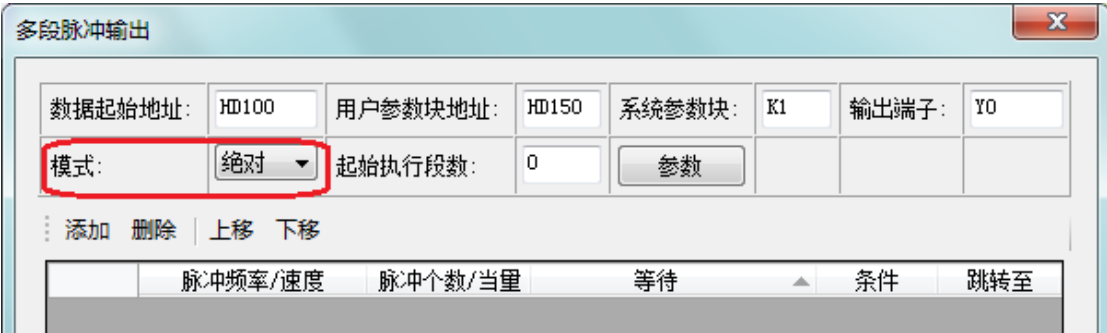 多段脉冲输出
数据起始地址: HD100 用户参数块地址: HD150 系统参数块: K1 输出端子: Y0
模式: 绝对 起始执行段数: 0 参数
添加 删除 上移 下移
脉冲频率/速度 脉冲个数/当量 等待 条件 跳转至